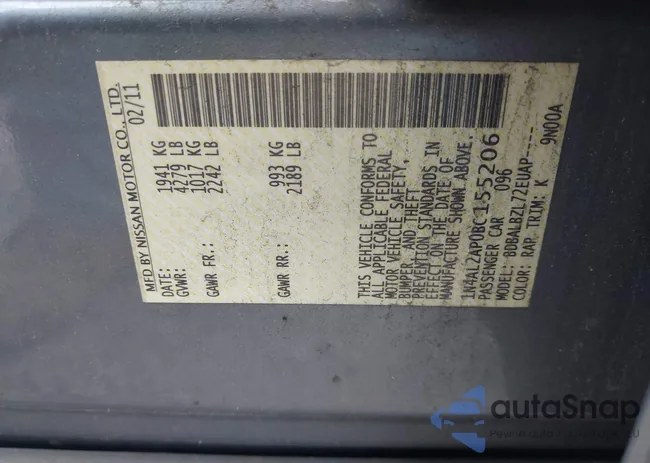 MFD BY NISSAN MOTOR CO., LTD.
DATE: 02/11
GVWR: 1941 KG
4279 LB
GAWR FR: 1017 KG
2242 LB
GAWR RR: 993 KG
2189 LB
THIS VEHICLE CONFORMS TO
ALL APPLICABLE FEDERAL
MOTOR VEHICLE SAFETY,
BUMPER, AND THEFT
PREVENTION STANDARDS IN
EFFECT ON THE DATE OF
MANUFACTURE SHOWN ABOVE.
1N4AL2AP0BC155206
PASSENGER CAR 096
MODEL: BDBALBZL72EUAP----
COLOR: RAP TRIM: K 9N00A
autoSnap
Pewne auto